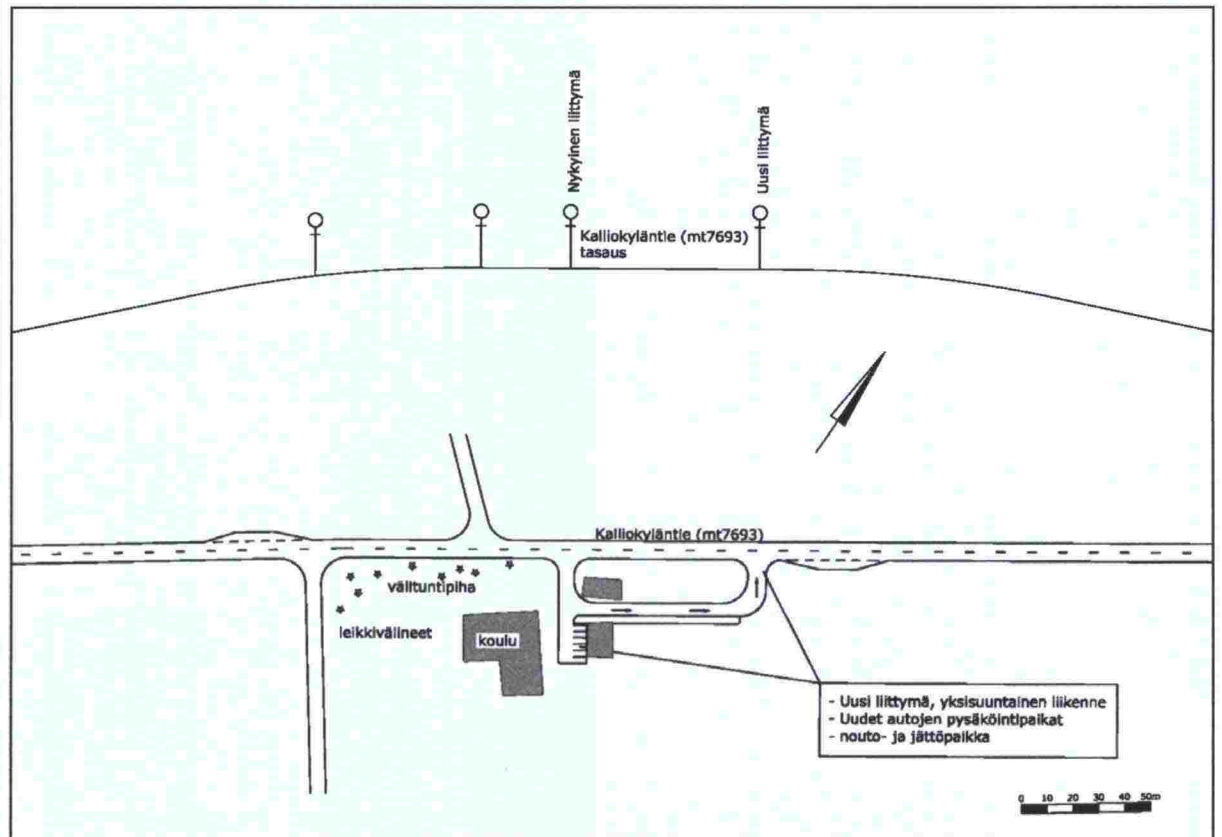 Nykyinen liittymä
Uusi liittymä
Kalliokyläntie (mt7693)
tasaus
Kalliokyläntie (mt7693)
välituntipiha
leikkivälineet
koulu
- Uusi liittymä, yksisuuntainen liikenne
- Uudet autojen pysäköintipaikat
- nouto- ja jättöpaikka
0 10 20 30 40 50m